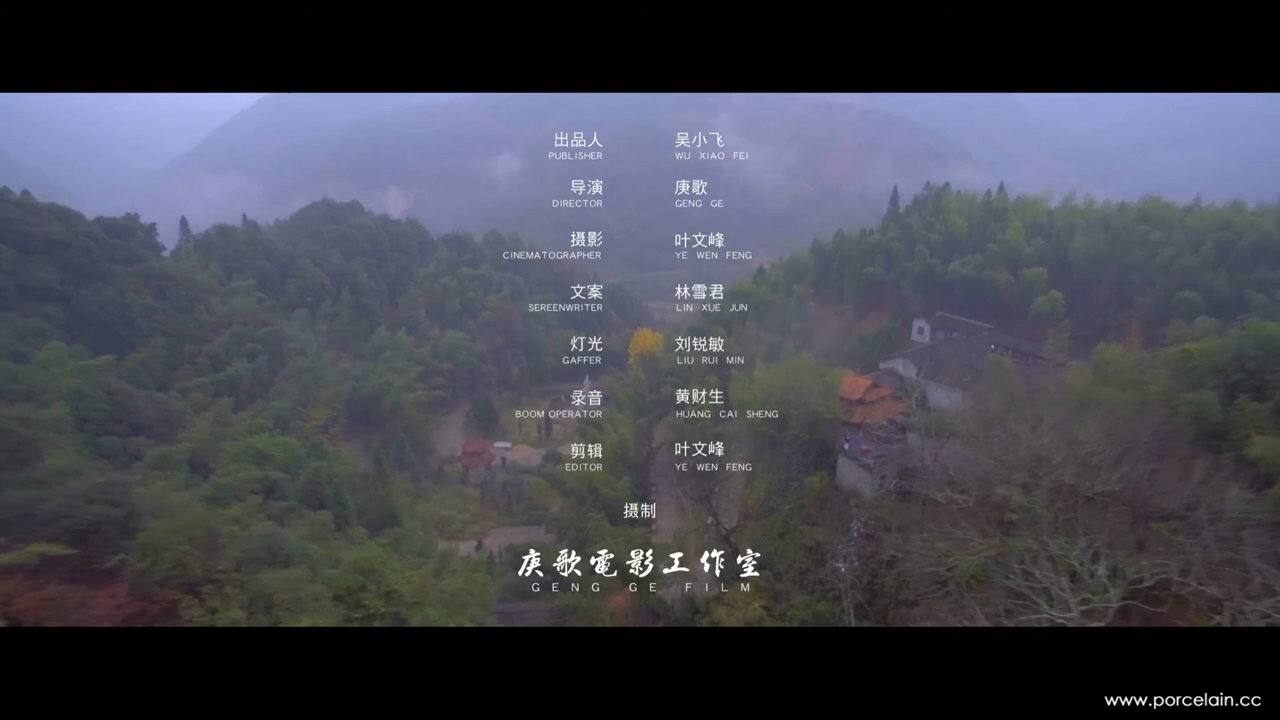 出品人 吴小飞
PUBLISHER WU XIAO FEI
导演 庚歌
DIRECTOR GENG GE
摄影 叶文峰
CINEMATOGRAPHER YE WEN FENG
文案 林雪君
SEREENWRITER LIN XUE JUN
灯光 刘锐敏
GAFFER LIU RUI MIN
录音 黄财生
BOOM OPERATOR HUANG CAI SHENG
剪辑 叶文峰
EDITOR YE WEN FENG
摄制
庚歌電影工作室
GENG GE FILM
www.porcelain.cc